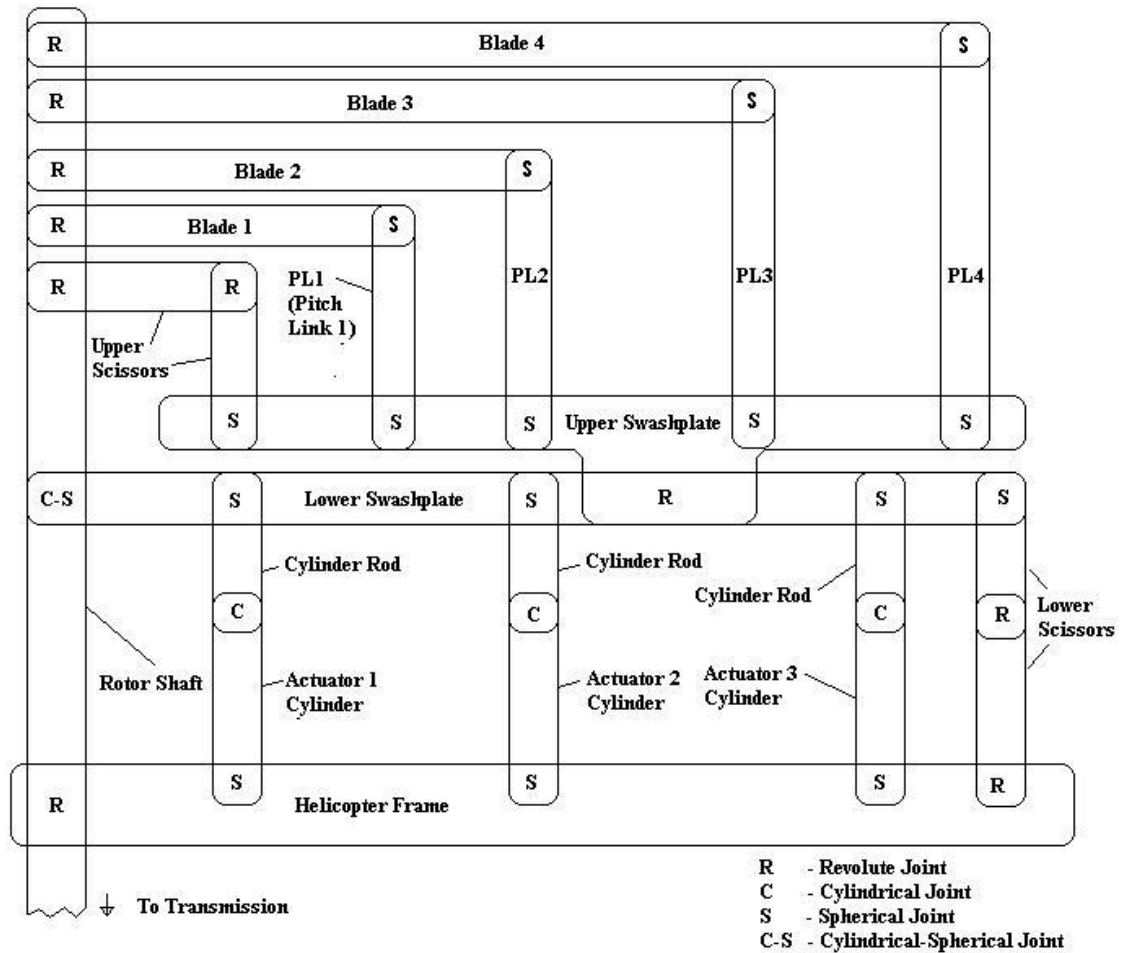 R Blade 4 S
R Blade 3 S
R Blade 2 S
R Blade 1 S
R R
PL1
(Pitch
Link 1)
PL2
PL3
PL4
Upper
Scissors
S S S Upper Swashplate S S
C-S S Lower Swashplate S R S S
Cylinder Rod
Cylinder Rod
Cylinder Rod
C C C R
Lower
Scissors
Rotor Shaft
Actuator 1
Cylinder
Actuator 2
Cylinder
Actuator 3
Cylinder
R S Helicopter Frame S S R
To Transmission
R - Revolute Joint
C - Cylindrical Joint
S - Spherical Joint
C-S - Cylindrical-Spherical Joint